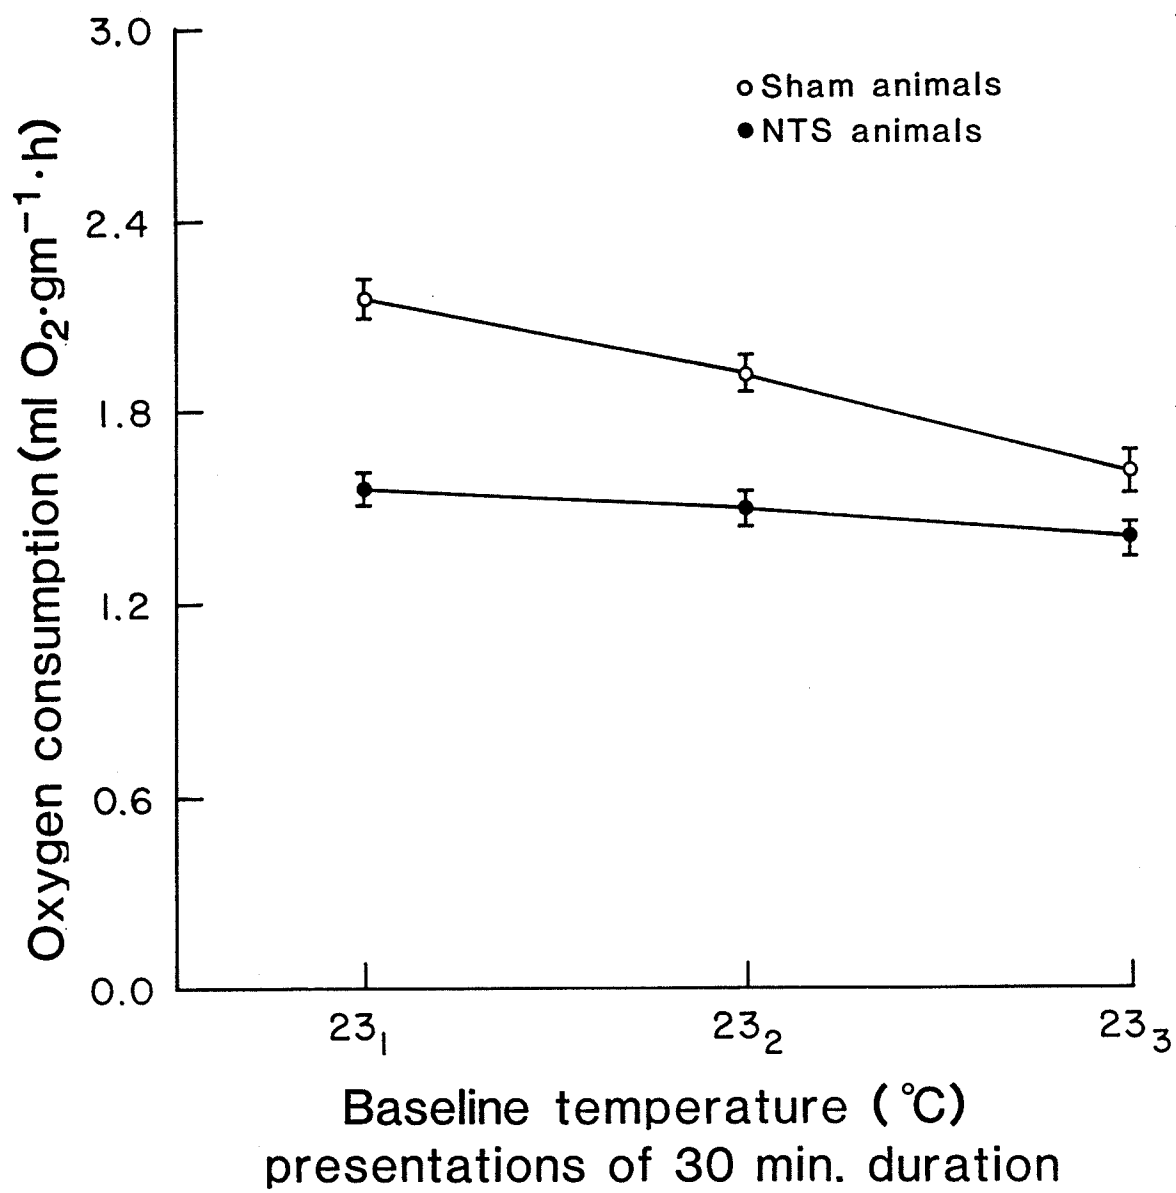 3.0
Sham animals
NTS animals
2.4
1.8
1.2
0.6
0.0
Oxygen consumption (ml O₂·gm⁻¹·h)
23₁ 23₂ 23₃
Baseline temperature (°C)
presentations of 30 min. duration